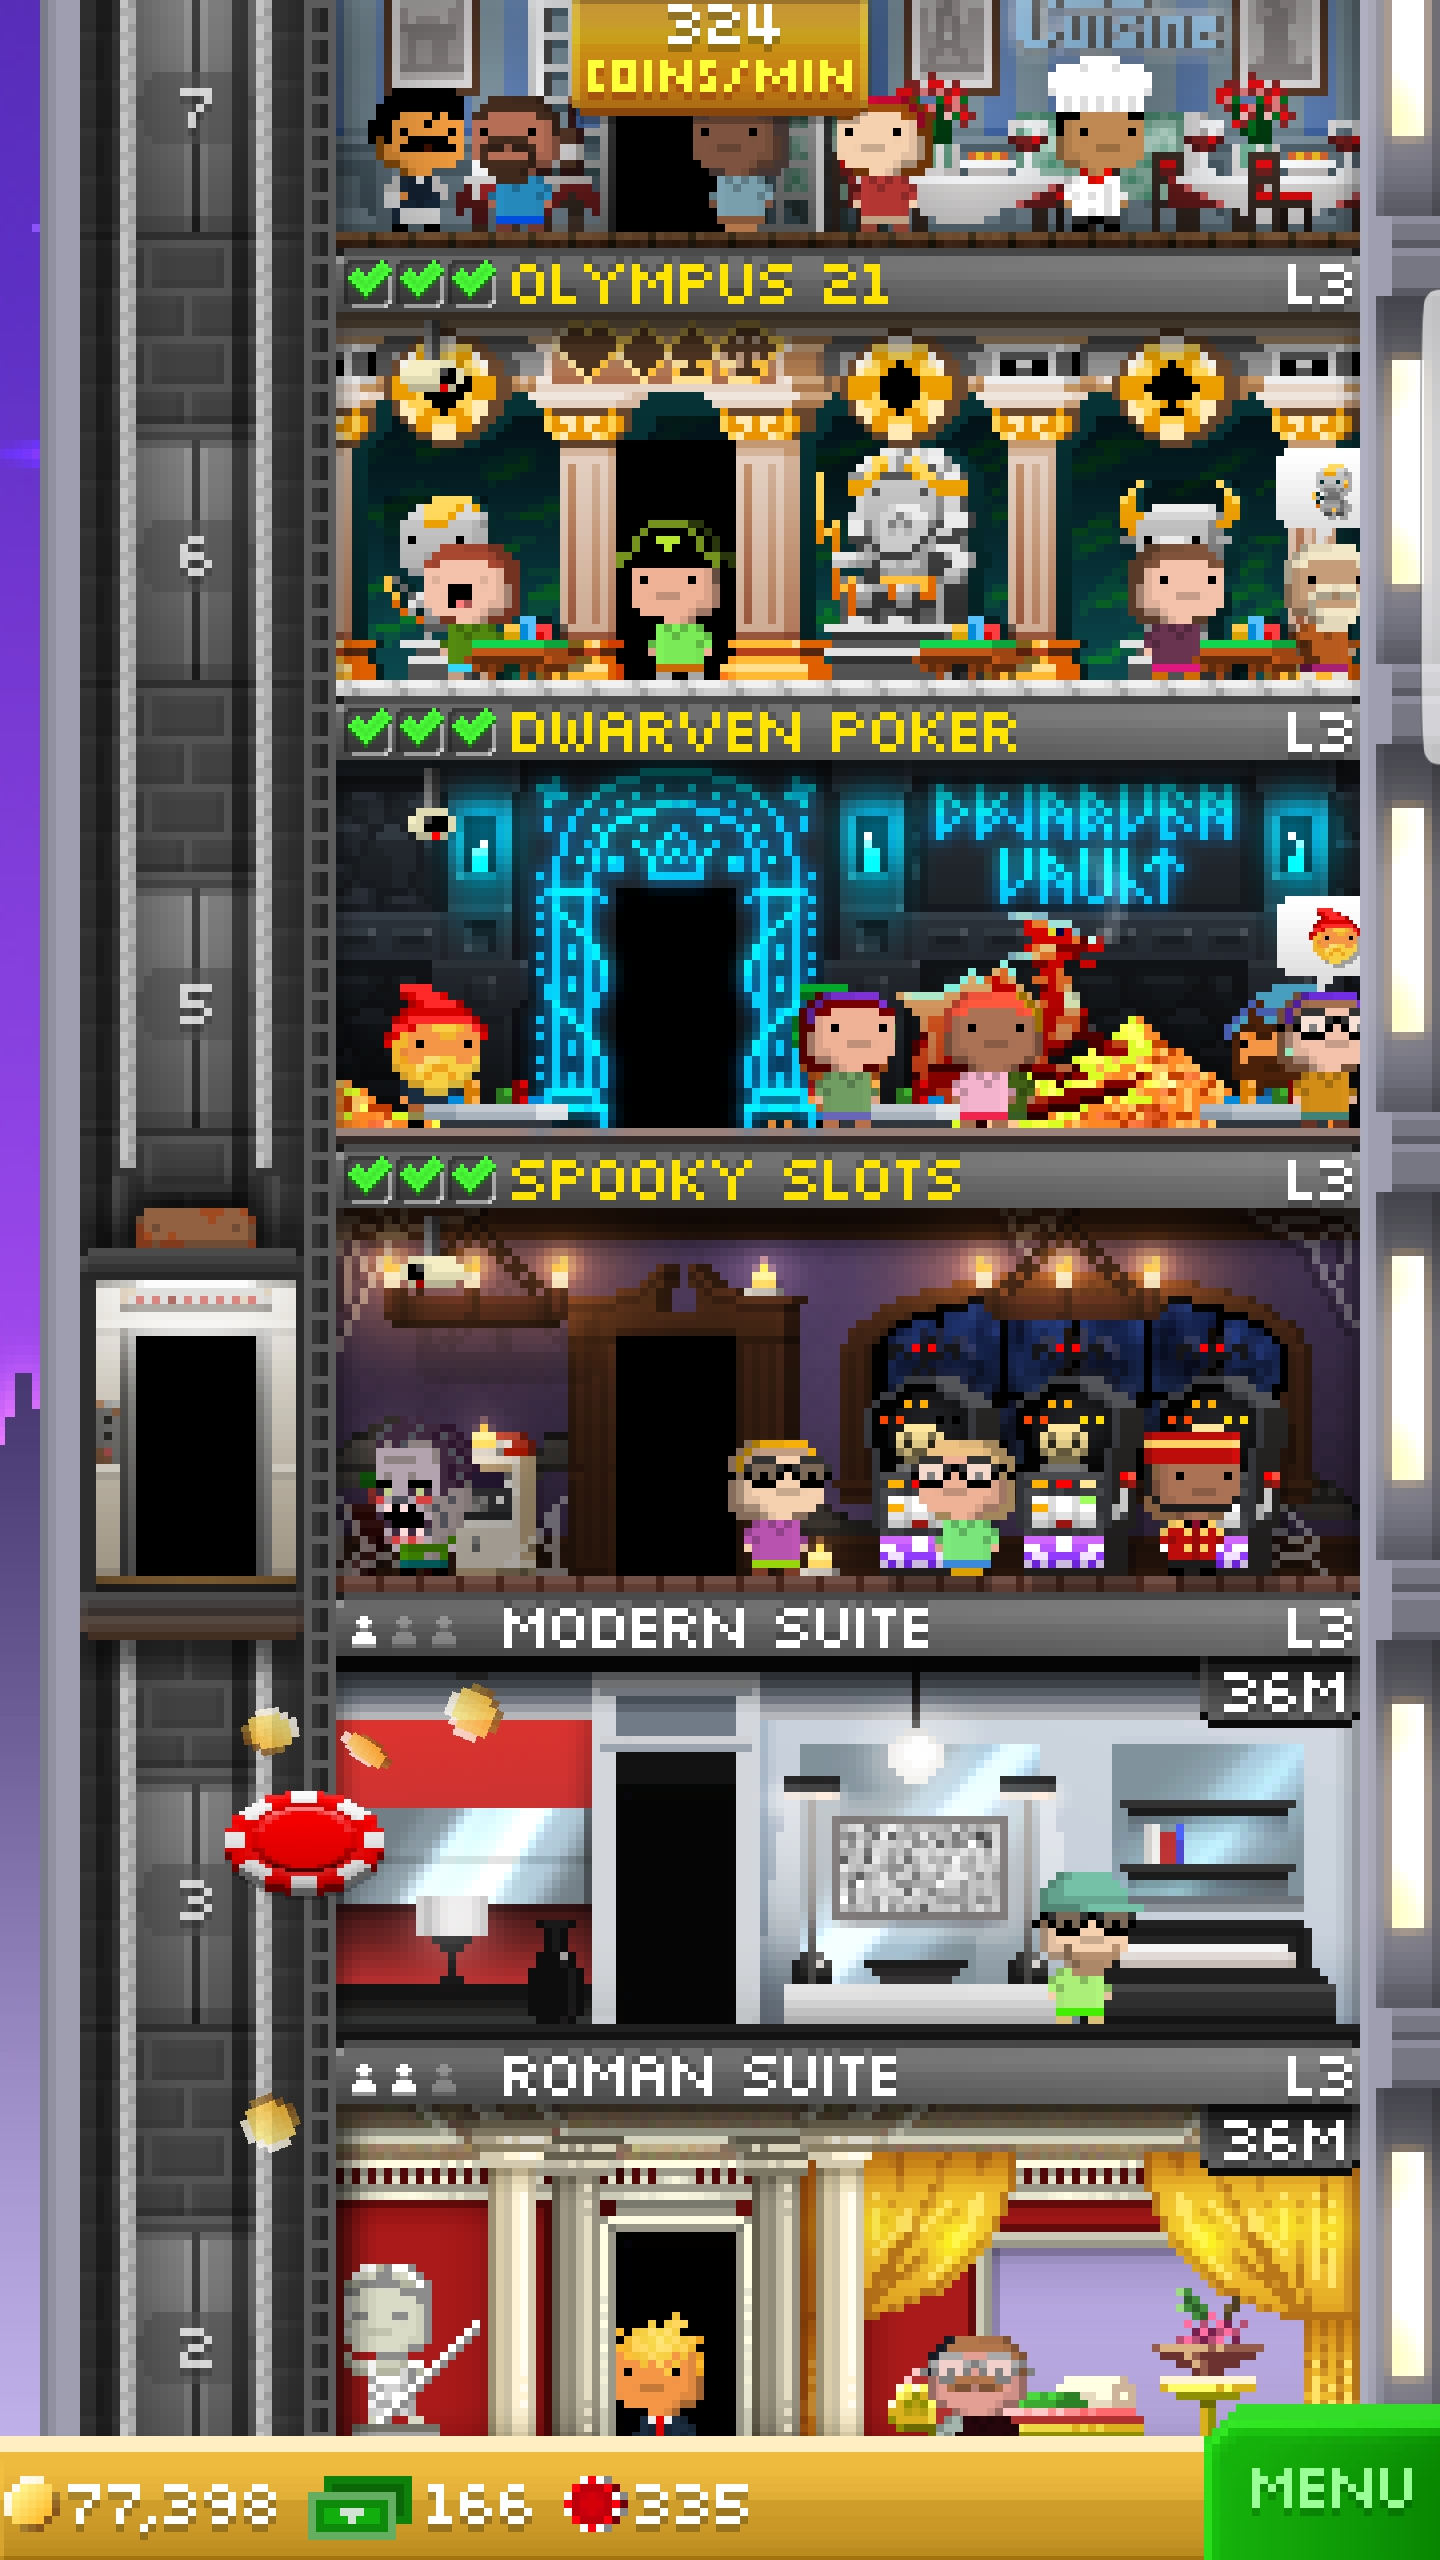 324
Cuisine
COINS/MIN
7
OLYMPUS 21 L3
6
DWARVEN POKER L3
DWARVEN
VAULT
5
SPOOKY SLOTS L3
MODERN SUITE L3
36M
3
ROMAN SUITE L3
36M
2
77,398 166 335
MENU